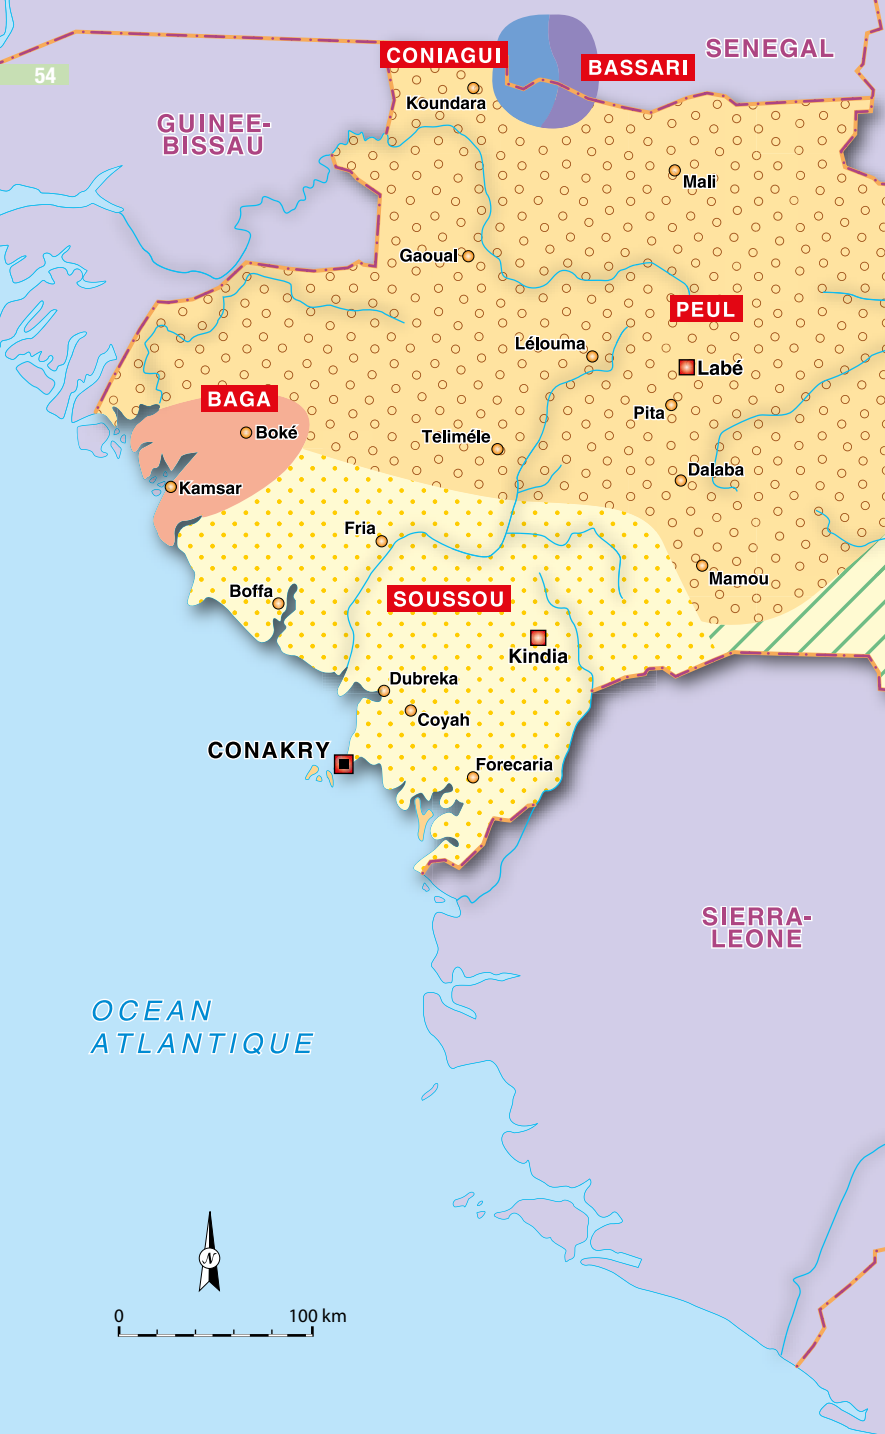 CONIAGUI
SENEGAL
BASSARI
54
Koundara
GUINEE-
BISSAU
Mali
Gaoual
PEUL
Lélouma
Labé
BAGA
Pita
Boké
Teliméle
Dalaba
Kamsar
Fria
Mamou
Boffa
SOUSSOU
Kindia
Dubreka
Coyah
CONAKRY
Forecaria
SIERRA-
LEONE
OCEAN
ATLANTIQUE
N
0
100 km